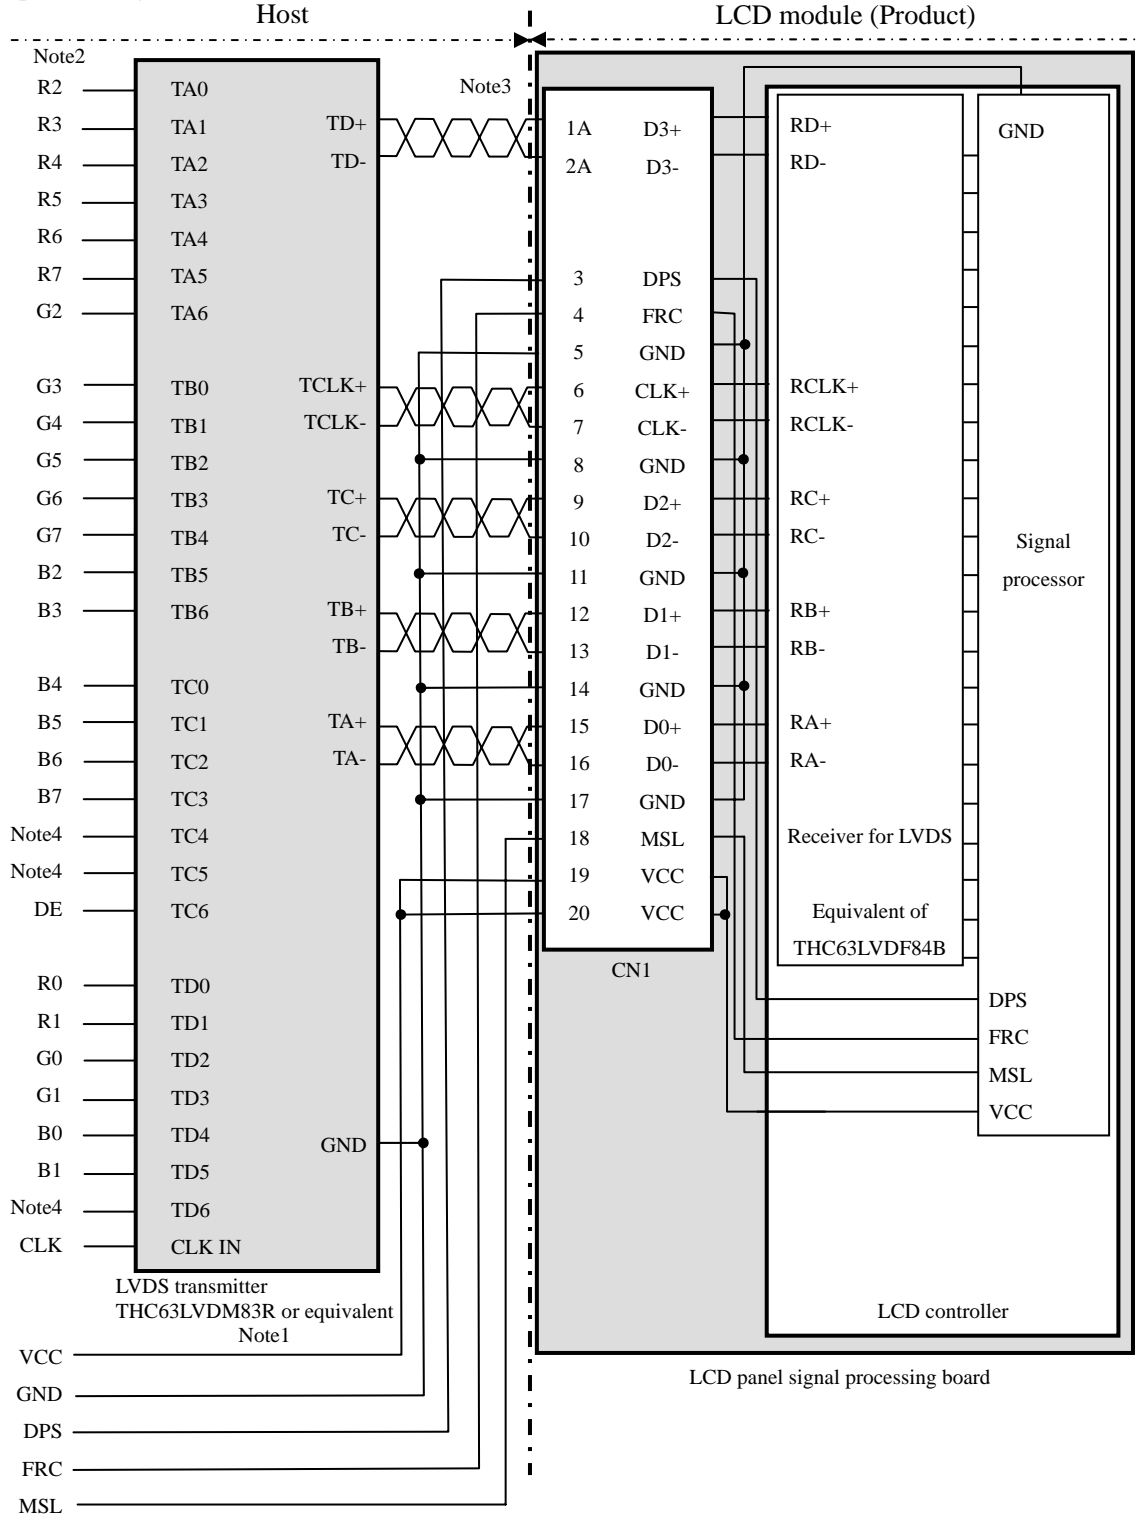 Host
LCD module (Product)
Note2
R2 TA0
R3 TA1
R4 TA2
R5 TA3
R6 TA4
R7 TA5
G2 TA6
G3 TB0
G4 TB1
G5 TB2
G6 TB3
G7 TB4
B2 TB5
B3 TB6
B4 TC0
B5 TC1
B6 TC2
B7 TC3
Note4 TC4
Note4 TC5
DE TC6
R0 TD0
R1 TD1
G0 TD2
G1 TD3
B0 TD4
B1 TD5
Note4 TD6
CLK CLK IN
TD+
TD-
TCLK+
TCLK-
TC+
TC-
TB+
TB-
TA+
TA-
GND
LVDS transmitter
THC63LVDM83R or equivalent
Note1
VCC
GND
DPS
FRC
MSL
Note3
1A D3+
2A D3-
3 DPS
4 FRC
5 GND
6 CLK+
7 CLK-
8 GND
9 D2+
10 D2-
11 GND
12 D1+
13 D1-
14 GND
15 D0+
16 D0-
17 GND
18 MSL
19 VCC
20 VCC
CN1
RD+
RD-
RCLK+
RCLK-
RC+
RC-
RB+
RB-
RA+
RA-
Receiver for LVDS
Equivalent of
THC63LVDF84B
GND
Signal
processor
DPS
FRC
MSL
VCC
LCD controller
LCD panel signal processing board